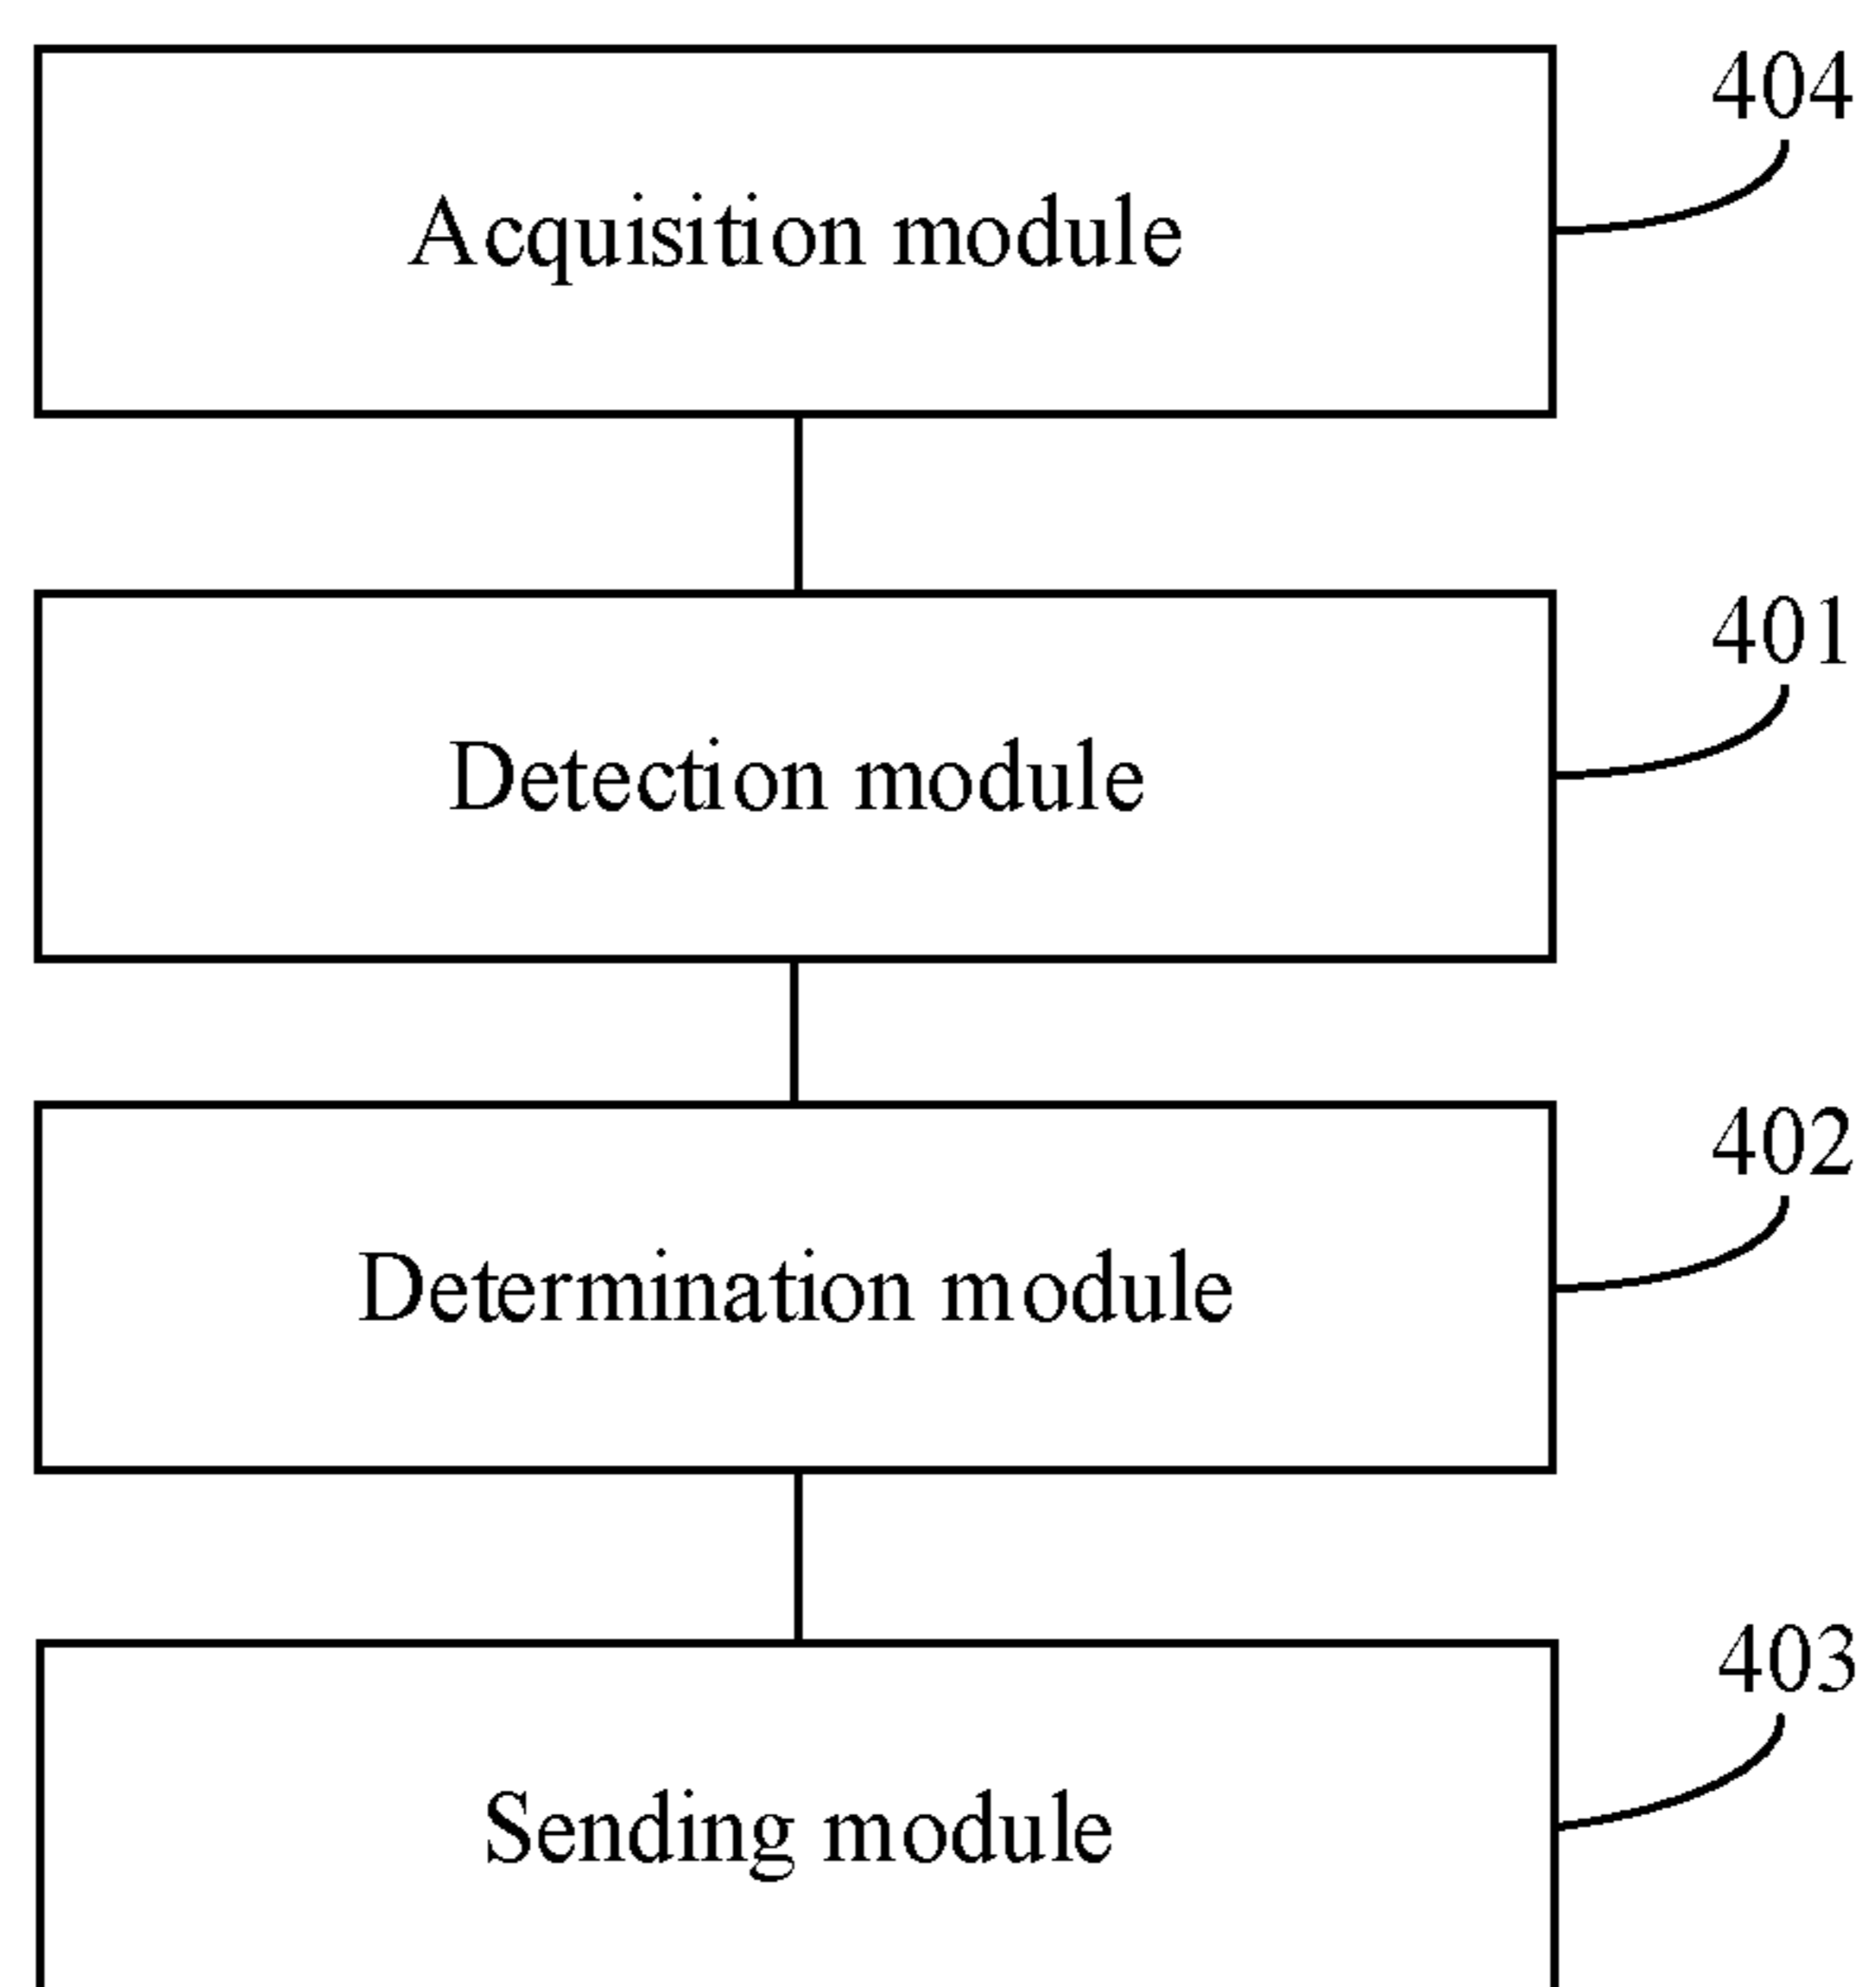 404
Acquisition module
401
Detection module
402
Determination module
403
Sending module